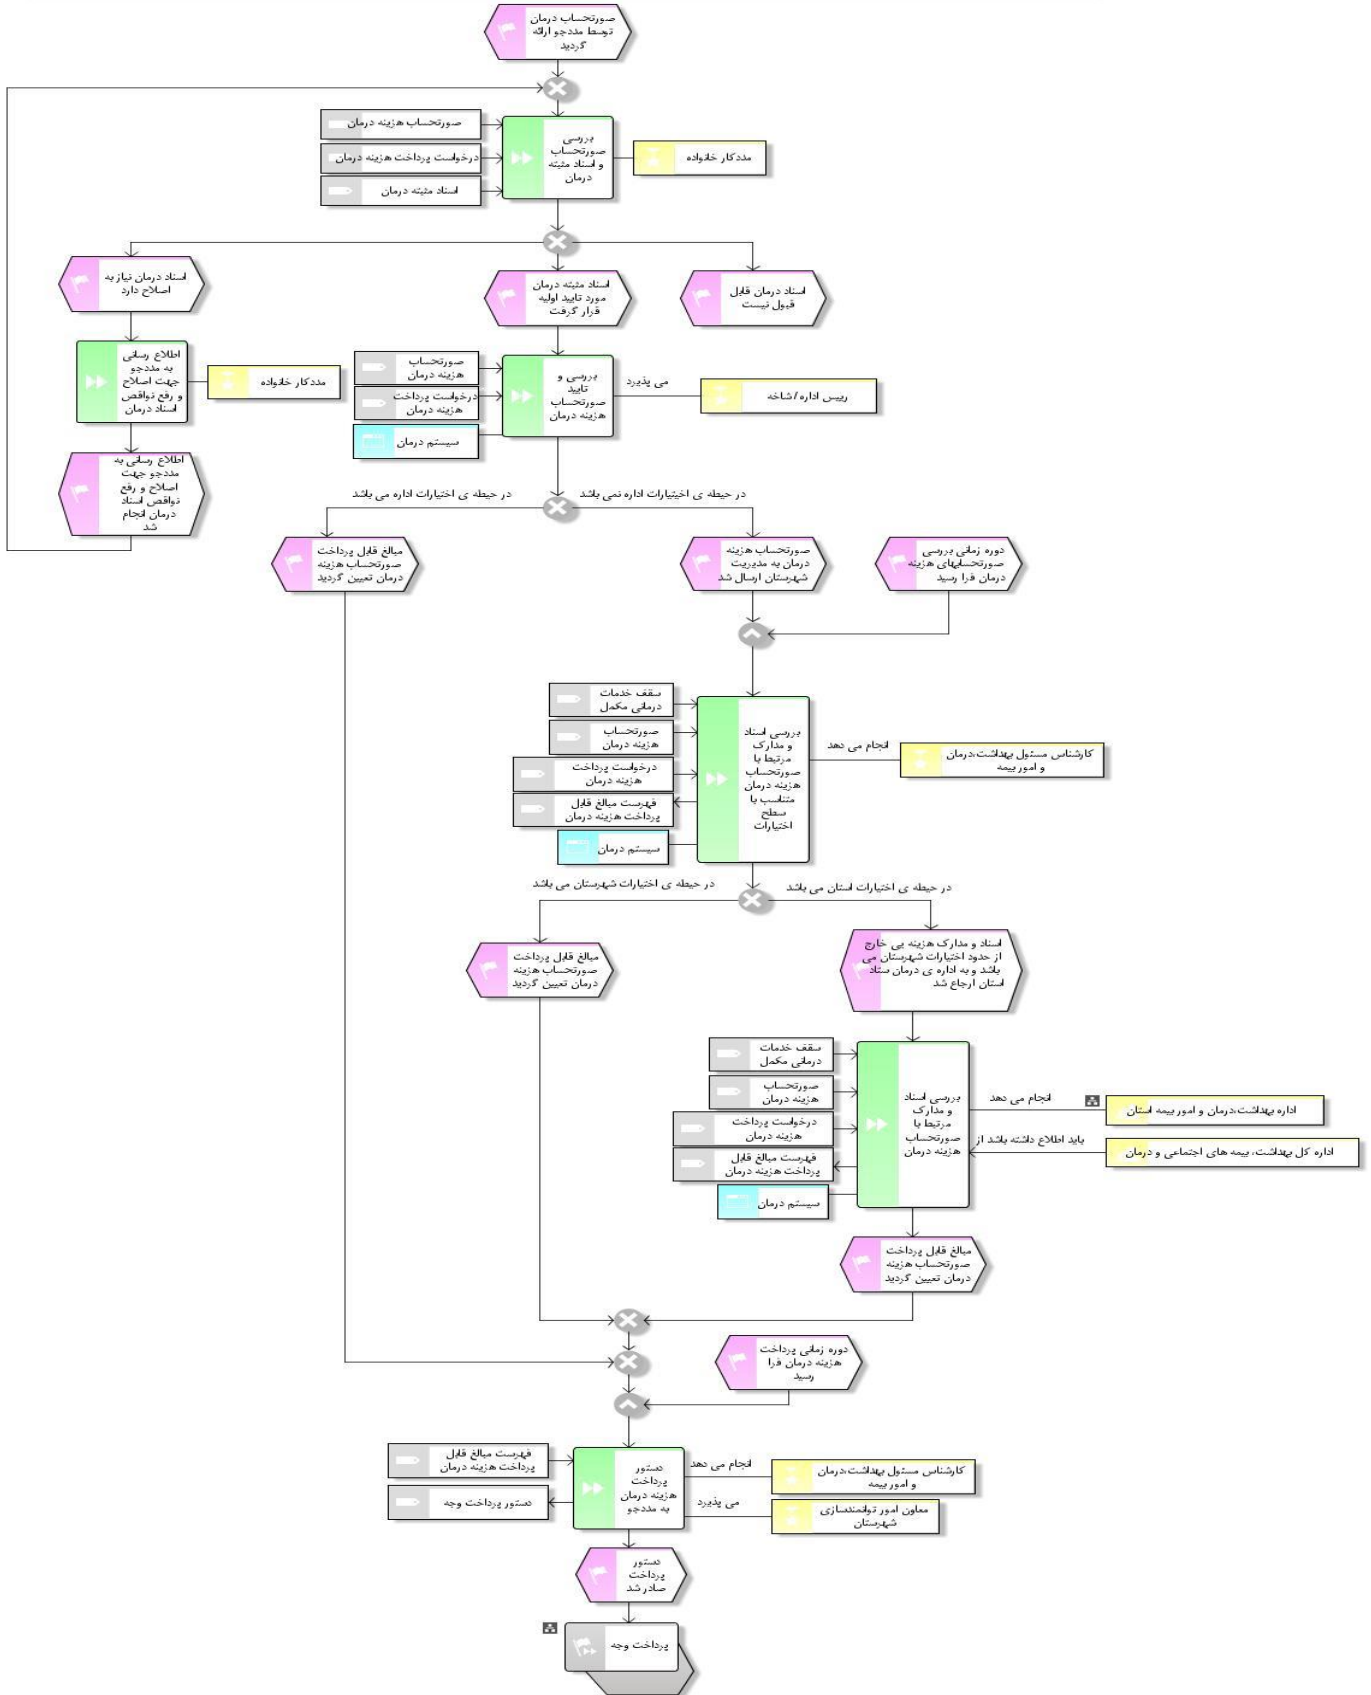 صورتحساب درمان
توسط مددجو ارائه
گردید
صورتحساب هزینه درمان
درخواست پرداخت هزینه درمان
اسناد مثبته درمان
بررسی
صورتحساب
و اسناد مثبته
درمان
مددکار خانواده
اسناد درمان نیاز به
اصلاح دارد
اسناد مثبته درمان
مورد تایید اولیه
قرار گرفت
اسناد درمان قابل
قبول نیست
اطلاع رسانی
به مددجو
جهت اصلاح
و رفع نواقص
اسناد درمان
مددکار خانواده
صورتحساب
هزینه درمان
درخواست پرداخت
هزینه درمان
سیستم درمان
بررسی و
تایید
صورتحساب
هزینه درمان
می پذیرد
رییس اداره/شاخه
اطلاع رسانی به
مددجو جهت
اصلاح و رفع
نواقص اسناد
درمان انجام
شد
در حیطه ی اختیارات اداره می باشد
در حیطه ی اختیتیارات اداره نمی باشد
مبالغ قابل پرداخت
صورتحساب هزینه
درمان تعیین گردید
صورتحساب هزینه
درمان به مدیریت
شهرستان ارسال شد
دوره زمانی بررسی
صورتحسابهای هزینه
درمان فرا رسید
سقف خدمات
درمانی مکمل
صورتحساب
هزینه درمان
درخواست پرداخت
هزینه درمان
فهرست مبالغ قابل
پرداخت هزینه درمان
سیستم درمان
بررسی اسناد
و مدارک
مرتبط با
صورتحساب
هزینه درمان
متناسب با
سطح
اختیارات
انجام می دهد
کارشناس مسئول بهداشت،درمان
و امور بیمه
در حیطه ی اختیارات شهرستان می باشد
در حیطه ی اختیارات استان می باشد
مبالغ قابل پرداخت
صورتحساب هزینه
درمان تعیین گردید
اسناد و مدارک هزینه یی خارج
از حدود اختیارات شهرستان می
باشد و به اداره ی درمان ستاد
استان ارجاع شد
سقف خدمات
درمانی مکمل
صورتحساب
هزینه درمان
درخواست پرداخت
هزینه درمان
فهرست مبالغ قابل
پرداخت هزینه درمان
سیستم درمان
بررسی اسناد
و مدارک
مرتبط با
صورتحساب
هزینه درمان
انجام می دهد
اداره بهداشت،درمان و امور بیمه استان
باید اطلاع داشته باشد از
اداره کل بهداشت، بیمه های اجتماعی و درمان
مبالغ قابل پرداخت
صورتحساب هزینه
درمان تعیین گردید
دوره زمانی پرداخت
هزینه درمان فرا
رسید
فهرست مبالغ قابل
پرداخت هزینه درمان
دستور پرداخت وجه
دستور
پرداخت
هزینه درمان
به مددجو
انجام می دهد
کارشناس مسئول بهداشت،درمان
و امور بیمه
می پذیرد
معاون امور توانمندسازی
شهرستان
دستور
پرداخت
صادر شد
پرداخت وجه